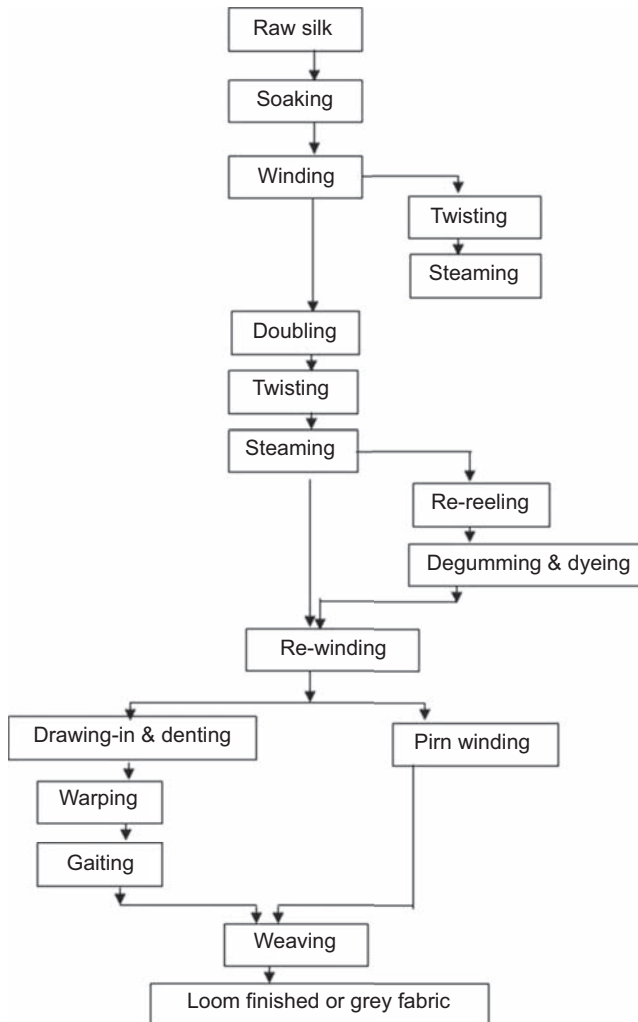 Raw silk
Soaking
Winding
Twisting
Steaming
Doubling
Twisting
Steaming
Re-reeling
Degumming & dyeing
Re-winding
Drawing-in & denting
Pirn winding
Warping
Gaiting
Weaving
Loom finished or grey fabric